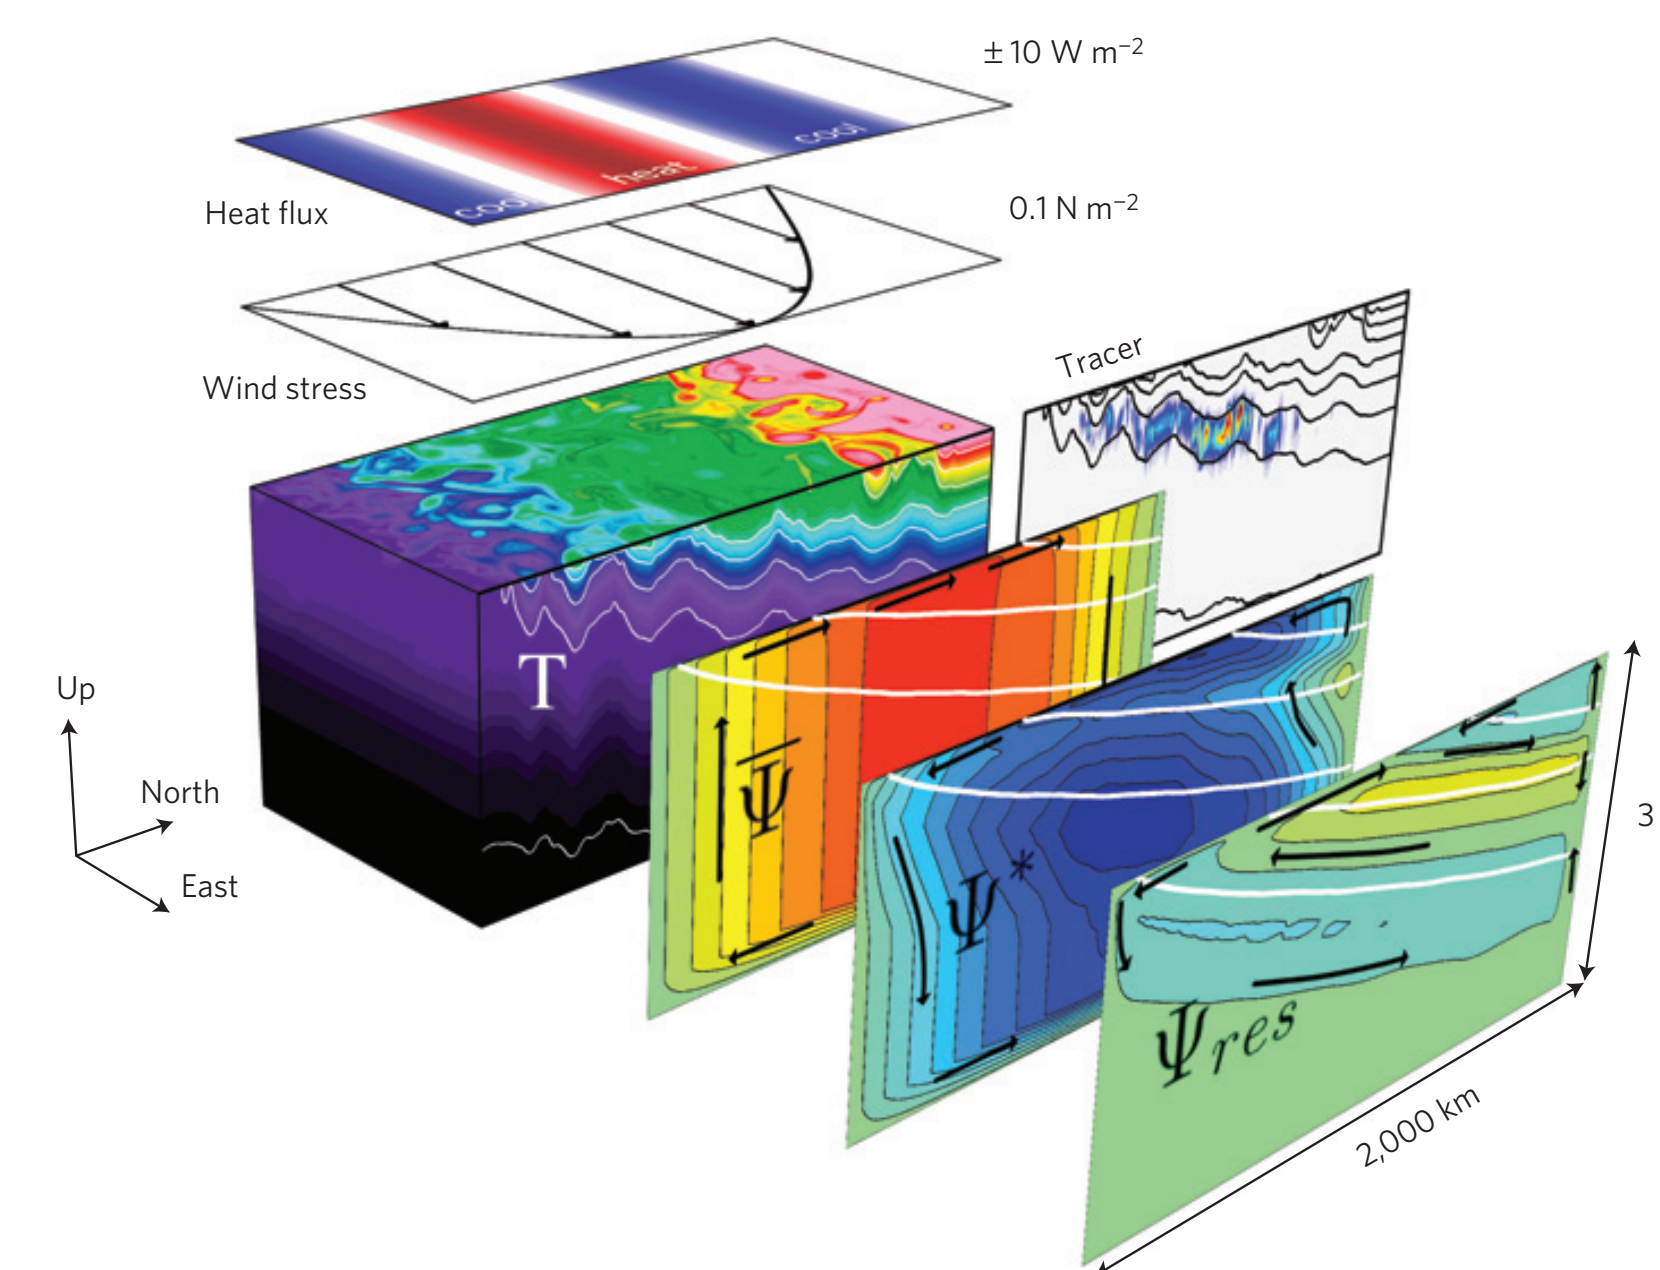 ± 10 W m⁻²
cool
heat
cool
Heat flux
0.1 N m⁻²
Wind stress
Tracer
T
Up
North
East
Ψ̅
Ψ*
Ψres
3
2,000 km